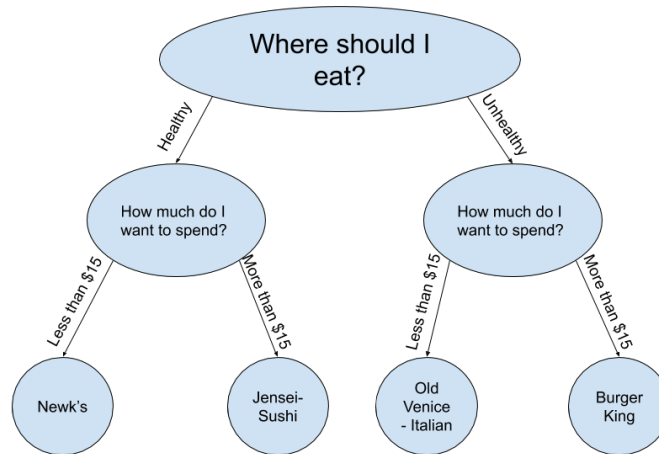 Where should I
eat?
Healthy
Unhealthy
How much do I
want to spend?
How much do I
want to spend?
Less than $15
More than $15
Less than $15
More than $15
Newk's
Jensei-
Sushi
Old
Venice
- Italian
Burger
King